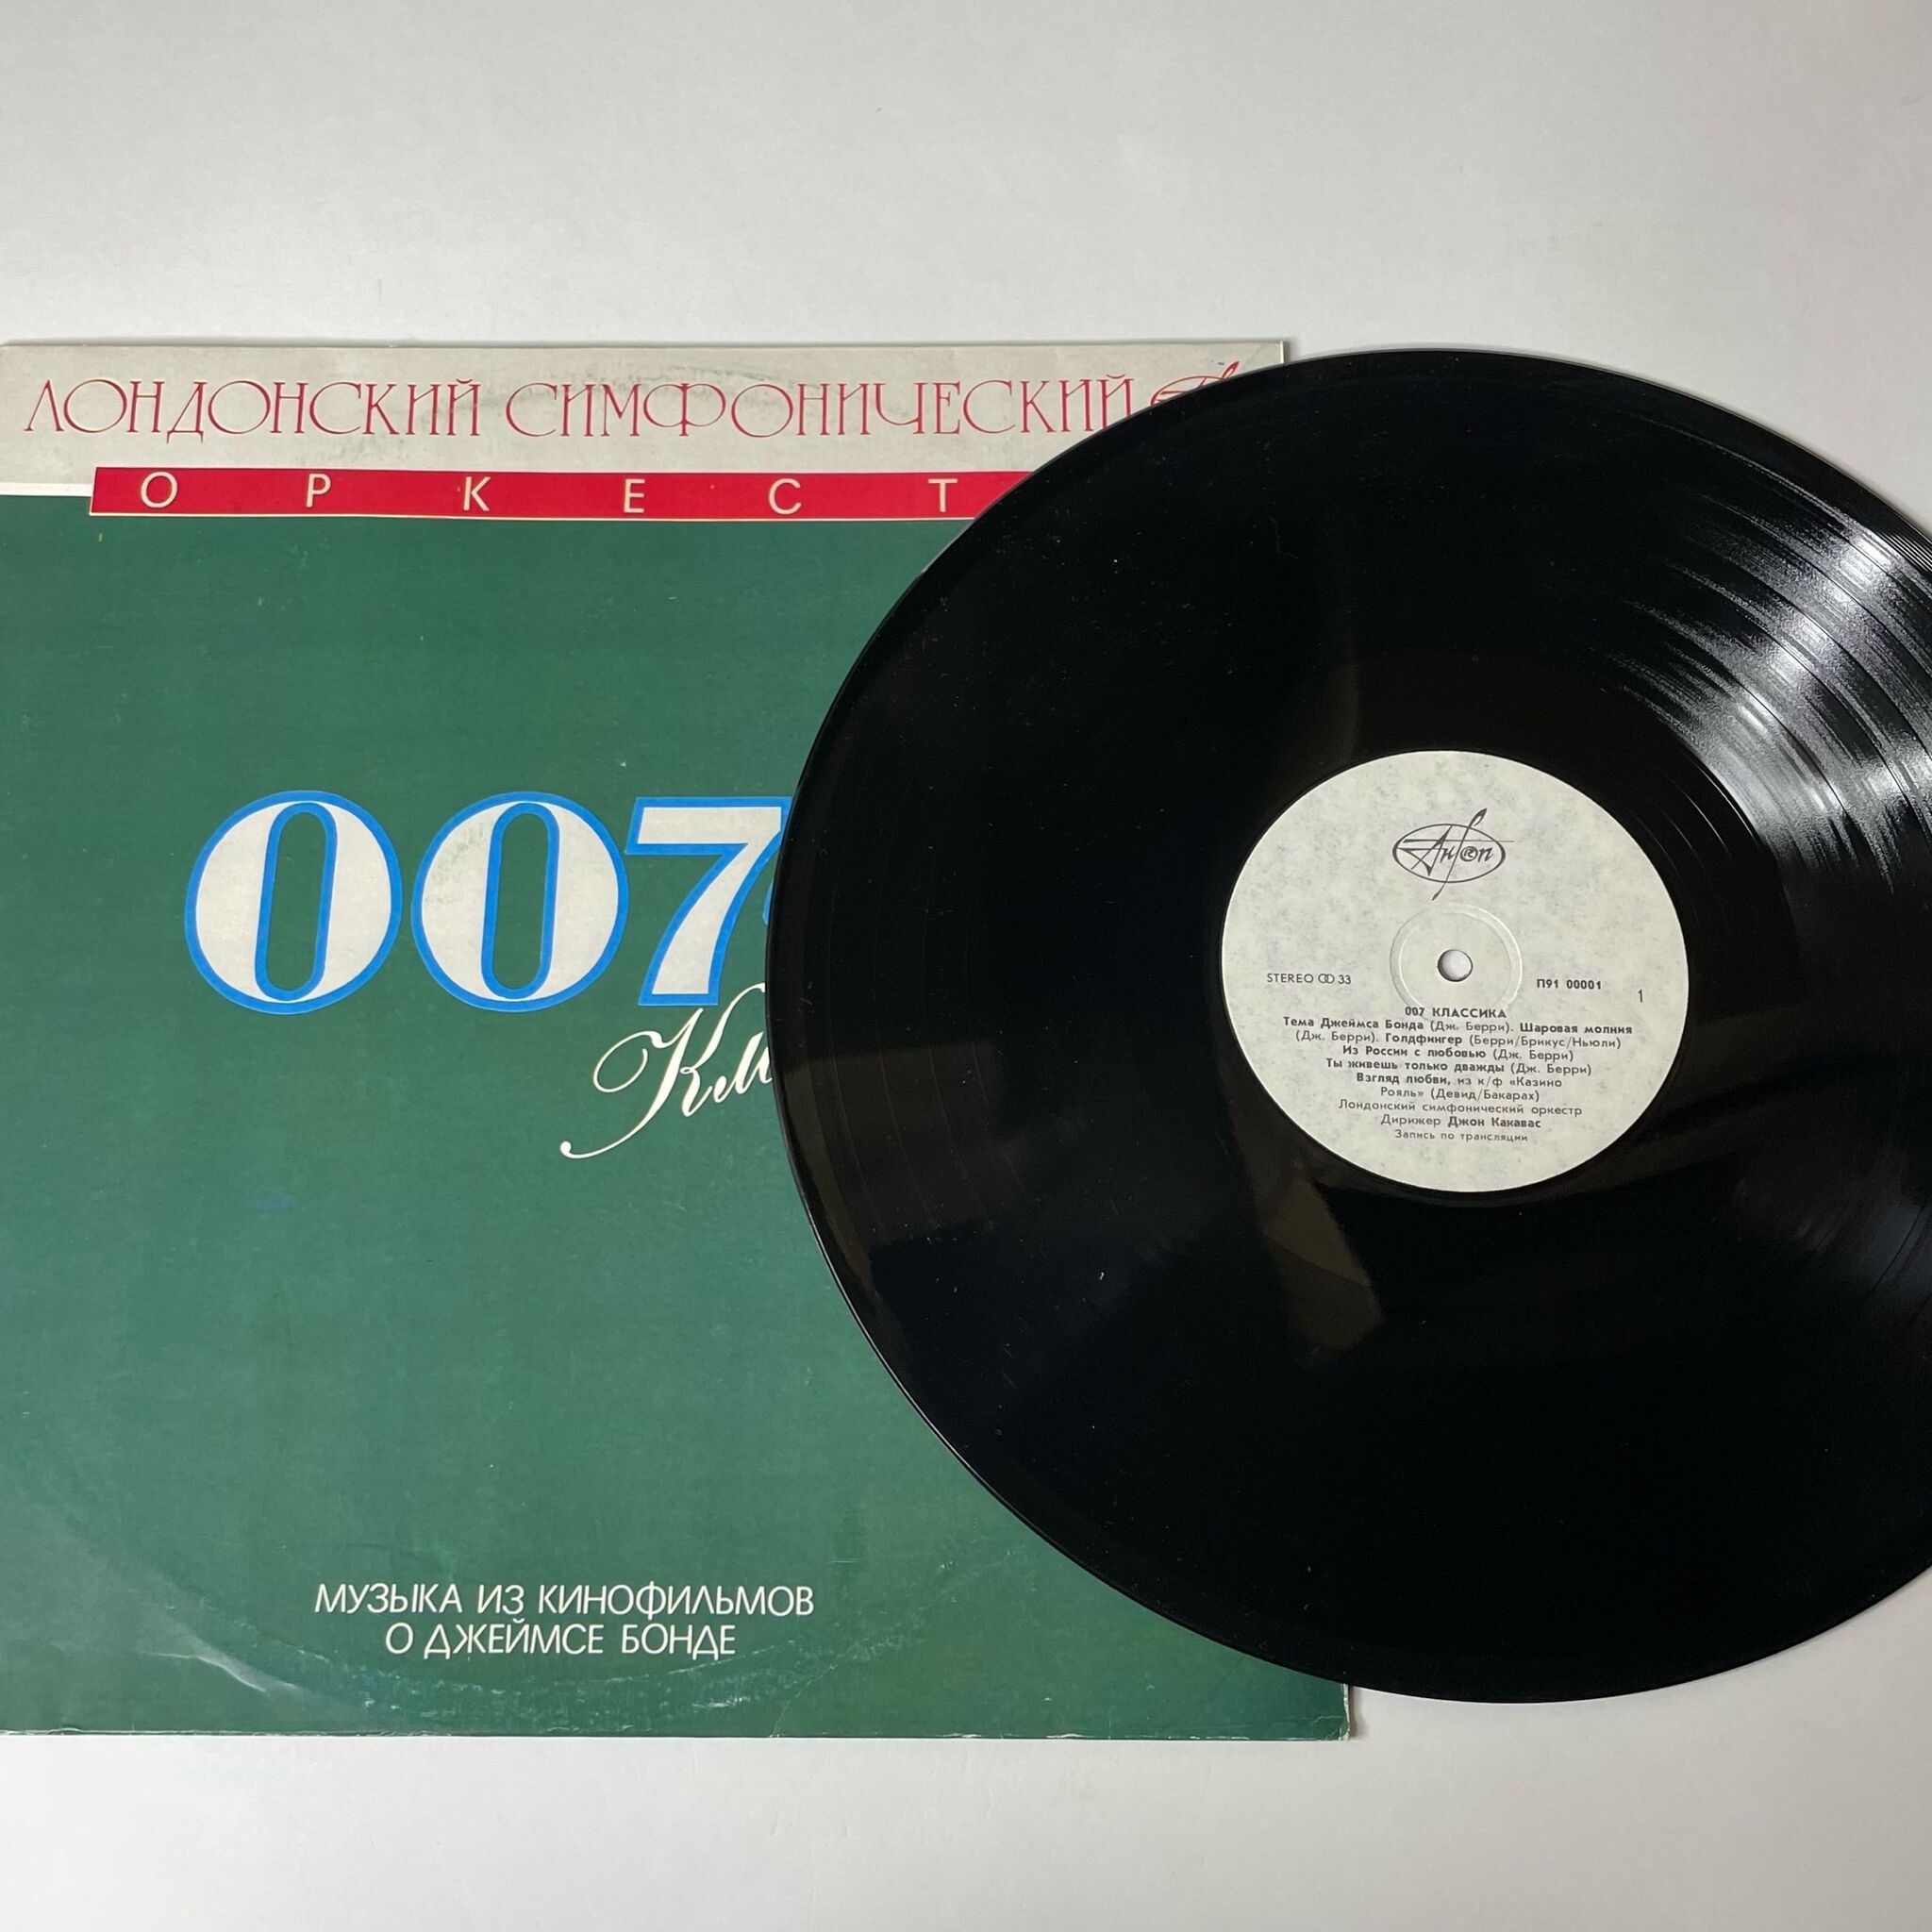 ЛОНДОНСКИЙ СИМФОНИЧЕСКИЙ
ОРКЕСТ
007
МУЗЫКА ИЗ КИНОФИЛЬМОВ
О ДЖЕЙМСЕ БОНДЕ
Анол
STEREO 33
П91 00001
1
007 КЛАССИКА
Тема Джеймса Бонда (Дж. Берри). Шаровая молния
(Дж. Берри). Голдфингер (Берри/Брикус/Ньюли)
Из России с любовью (Дж. Берри)
Ты живешь только дважды (Дж. Берри)
Взгляд любви, из к/ф «Казино
Рояль» (Девид/Бакарах)
Лондонский симфонический оркестр
Дирижер Джон Какавас
Запись по трансляции